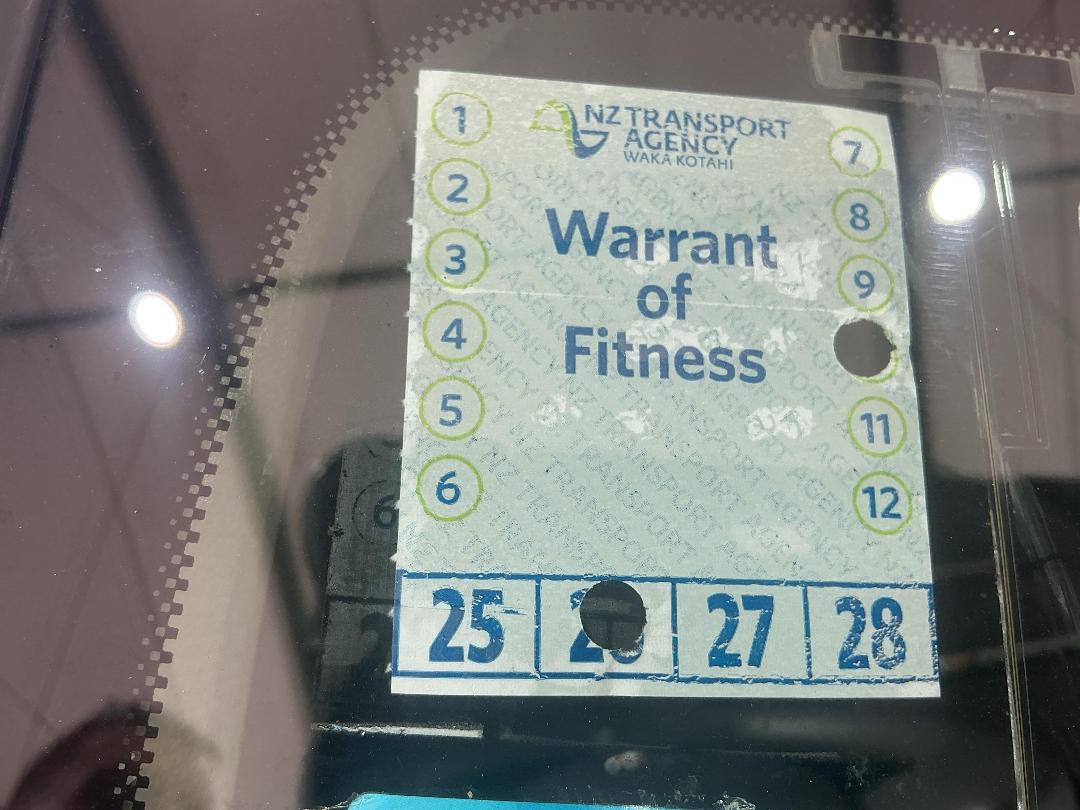 1
NZ TRANSPORT
AGENCY
WAKA KOTAHI
7
2
8
Warrant
3
9
of
4
Fitness
5
11
6
12
25
27
28
6